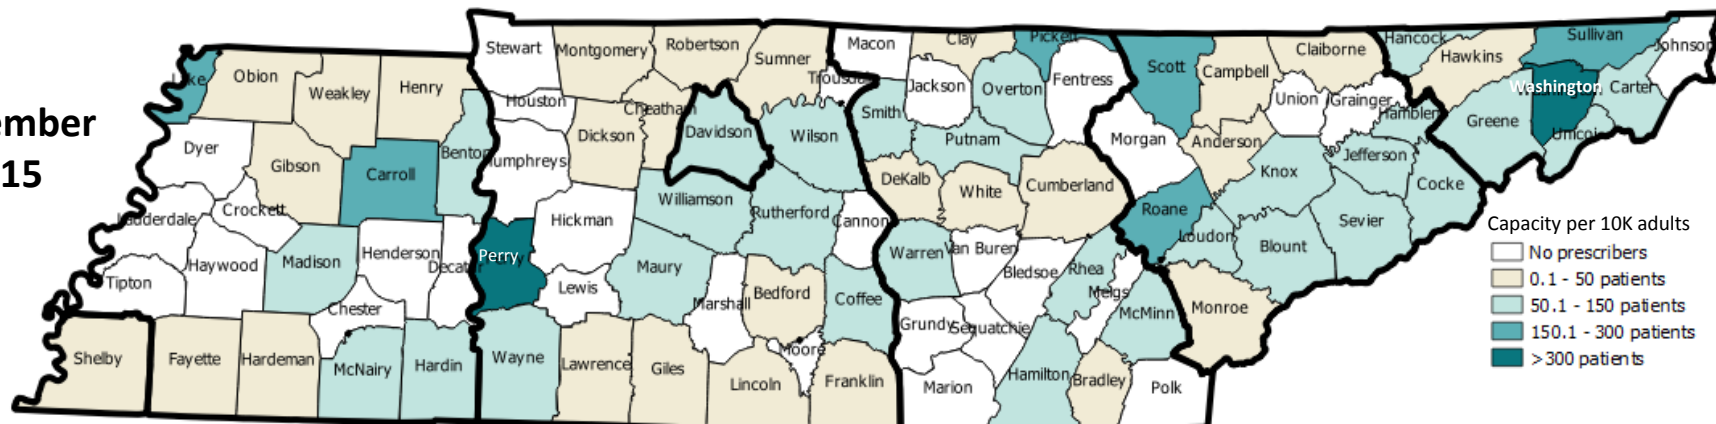 ember
15
Stewart
Montgomery
Robertson
Sumner
Trousdale
Macon
Clay
Pickett
Scott
Campbell
Claiborne
Hancock
Hawkins
Sullivan
Johnson
Lake
Obion
Weakley
Henry
Houston
Cheatham
Dickson
Davidson
Wilson
Smith
Jackson
Overton
Fentress
Putnam
Morgan
Anderson
Union
Grainger
Hamblen
Greene
Washington
Carter
Unicoi
Dyer
Gibson
Carroll
Benton
Humphreys
Williamson
Rutherford
Cannon
DeKalb
White
Cumberland
Roane
Knox
Jefferson
Cocke
Sevier
Loudon
Blount
Lauderdale
Crockett
Haywood
Madison
Henderson
Decatur
Perry
Hickman
Lewis
Maury
Marshall
Bedford
Coffee
Warren
Van Buren
Bledsoe
Rhea
Meigs
McMinn
Monroe
Tipton
Chester
Shelby
Fayette
Hardeman
McNairy
Hardin
Wayne
Lawrence
Giles
Lincoln
Moore
Franklin
Grundy
Sequatchie
Marion
Hamilton
Bradley
Polk
Capacity per 10K adults
No prescribers
0.1 - 50 patients
50.1 - 150 patients
150.1 - 300 patients
>300 patients